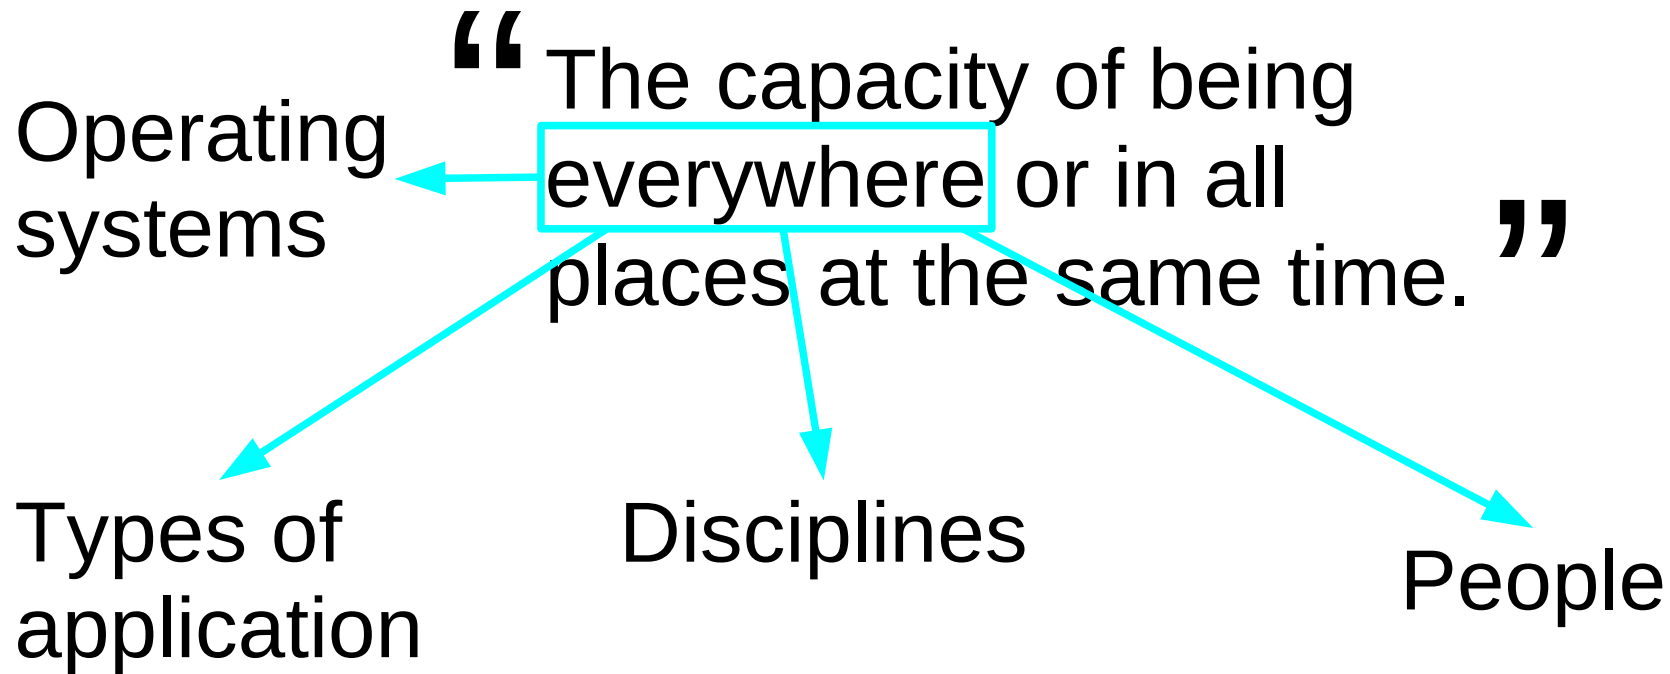 “The capacity of being
everywhere or in all
places at the same time.”
Operating
systems
Types of
application
Disciplines
People